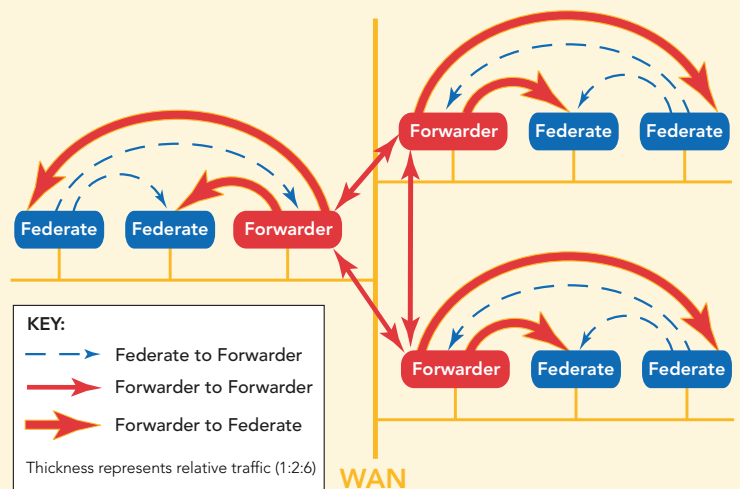 Forwarder
Federate
Federate
Federate
Federate
Forwarder
KEY:
Federate to Forwarder
Forwarder to Forwarder
Forwarder to Federate
Thickness represents relative traffic (1:2:6)
Forwarder
Federate
Federate
WAN